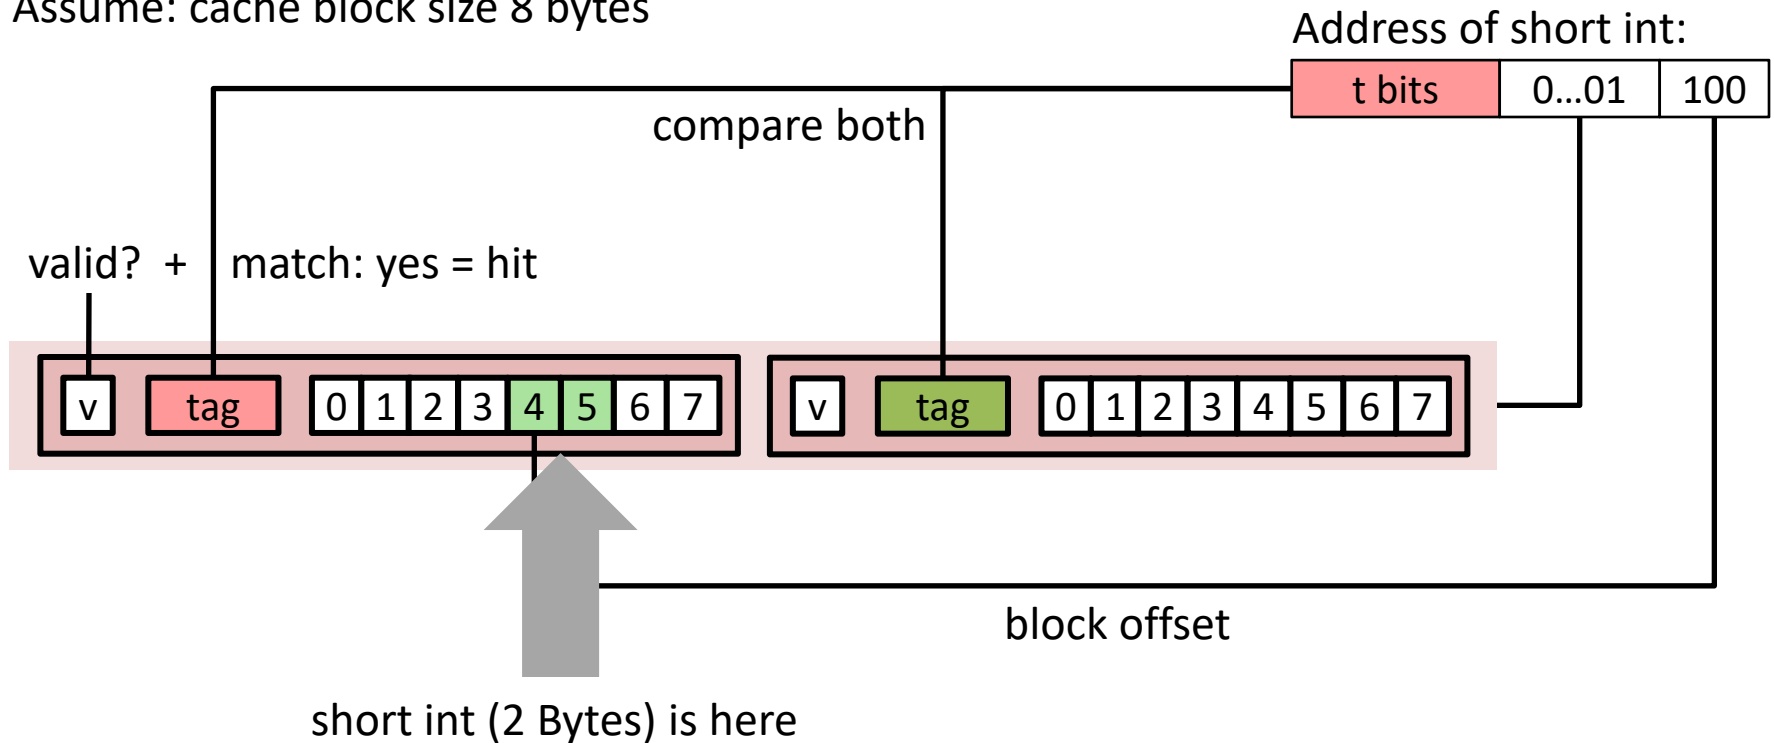 Assume: cache block size 8 bytes
Address of short int:
t bits 0...01 100
compare both
valid? + match: yes = hit
v tag 0 1 2 3 4 5 6 7 v tag 0 1 2 3 4 5 6 7
block offset
short int (2 Bytes) is here